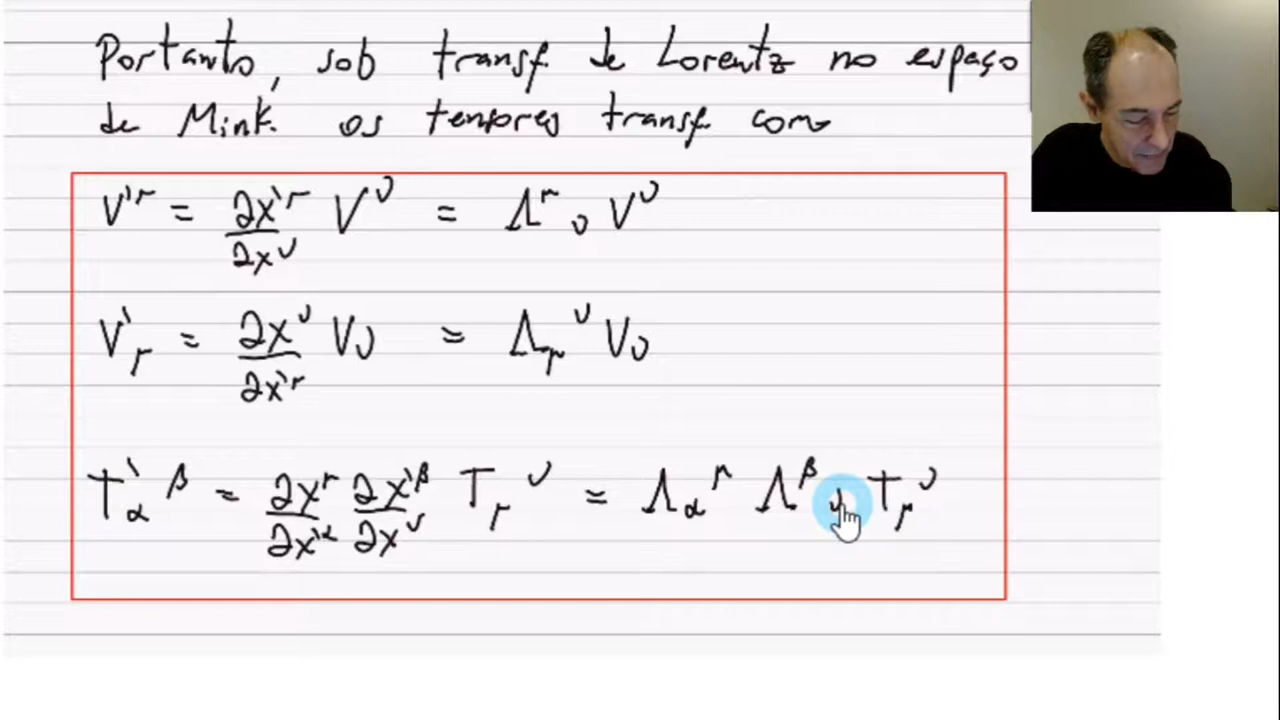 Portanto, sob transf. de Lorentz no espaço
de Mink. os tensores transf. como
V'^μ = ∂x'^μ/∂x^ν V^ν = Λ^μ_ν V^ν
V'_μ = ∂x^ν/∂x'^μ V_ν = Λ_μ^ν V_ν
T'_α^β = ∂x^μ/∂x'^α ∂x'^β/∂x^ν T_μ^ν = Λ_α^μ Λ^β_ν T_μ^ν